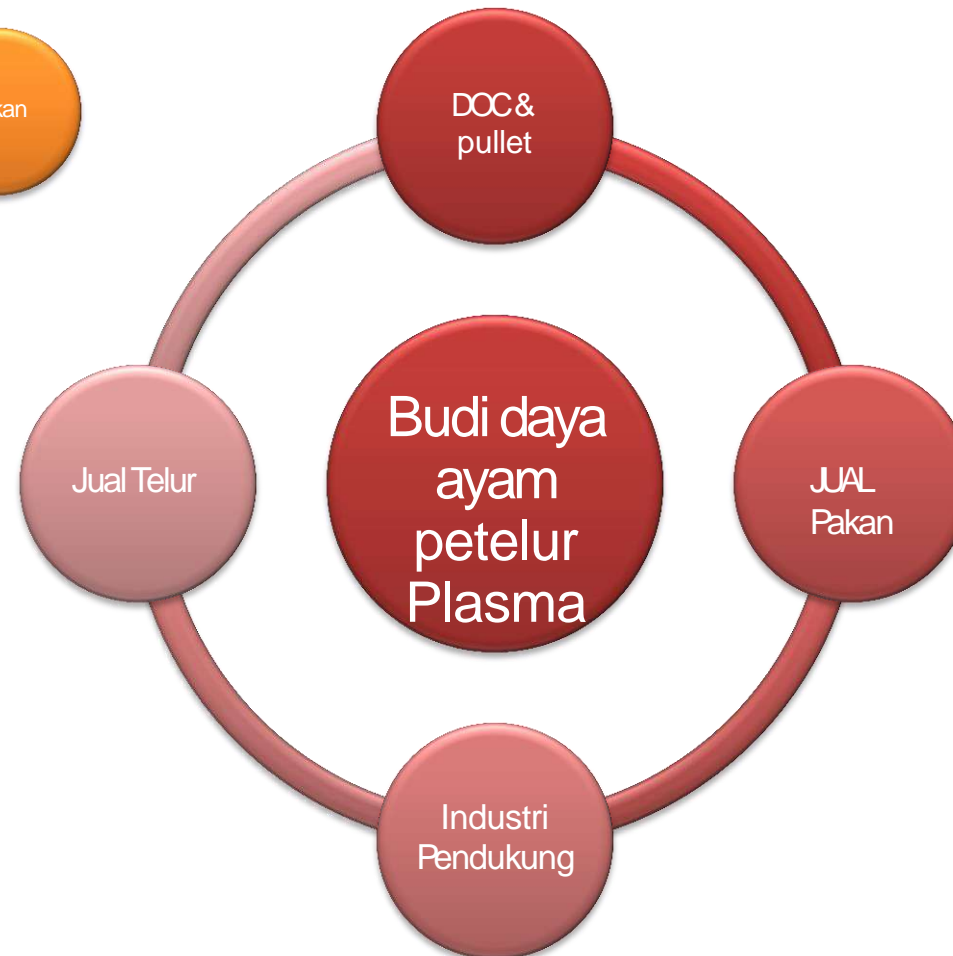 DOC &
pullet
Budi daya
ayam
petelur
Plasma
Jual Telur
JUAL
Pakan
Industri
Pendukung